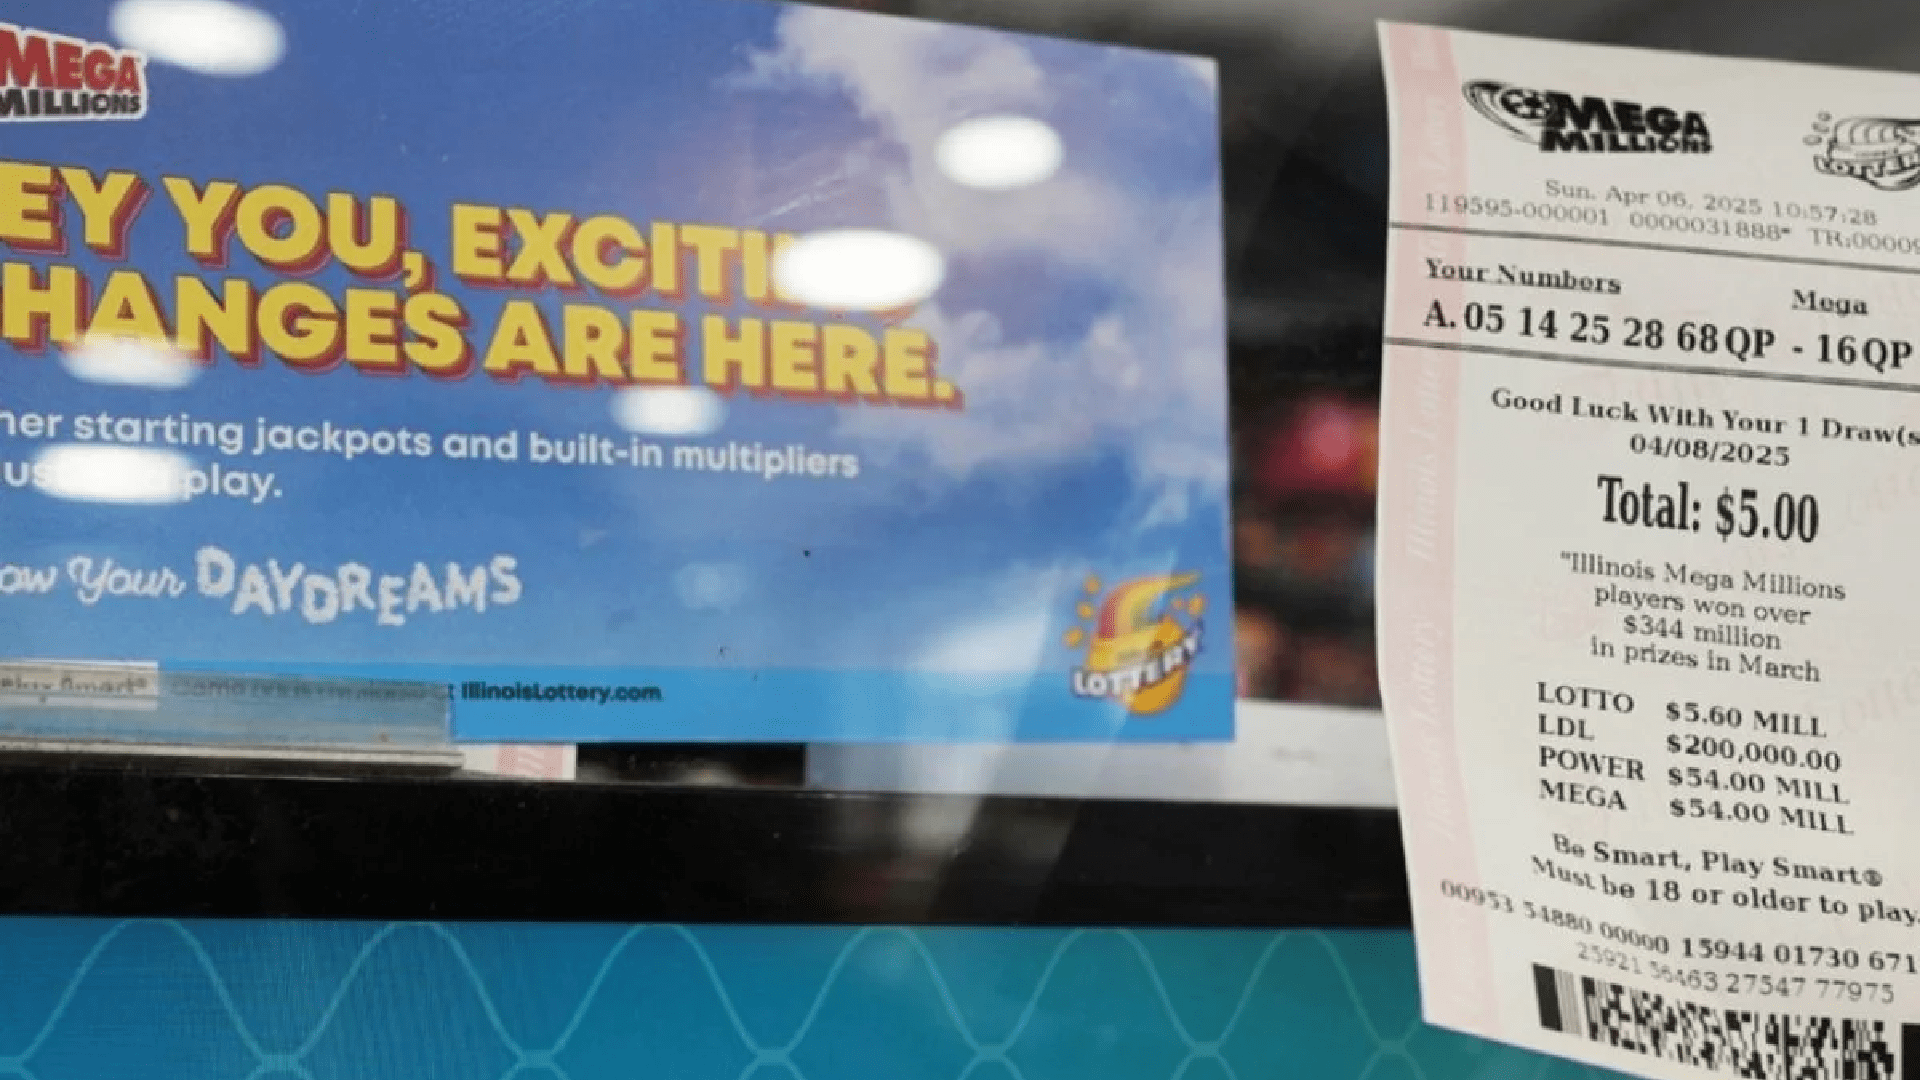 MEGA
MILLIONS
EY YOU, EXCITI
HANGES ARE HERE.
her starting jackpots and built-in multipliers
us play.
ow Your DAYDREAMS
IllinoisLottery.com
LOTTERY
MEGA
MILLIONS
LOTTER
Sun. Apr 06, 2025 10:57:28
119595-000001 0000031888* TR:00009
Your Numbers Mega
A. 05 14 25 28 68QP - 16QP
Good Luck With Your 1 Draw(s
04/08/2025
Total: $5.00
"Illinois Mega Millions
players won over
$344 million
in prizes in March
LOTTO $5.60 MILL
LDL $200,000.00
POWER $54.00 MILL
MEGA $54.00 MILL
Be Smart, Play Smart®
Must be 18 or older to play.
00953 54880 00000 15944 01730 671
25921 56463 27547 77975